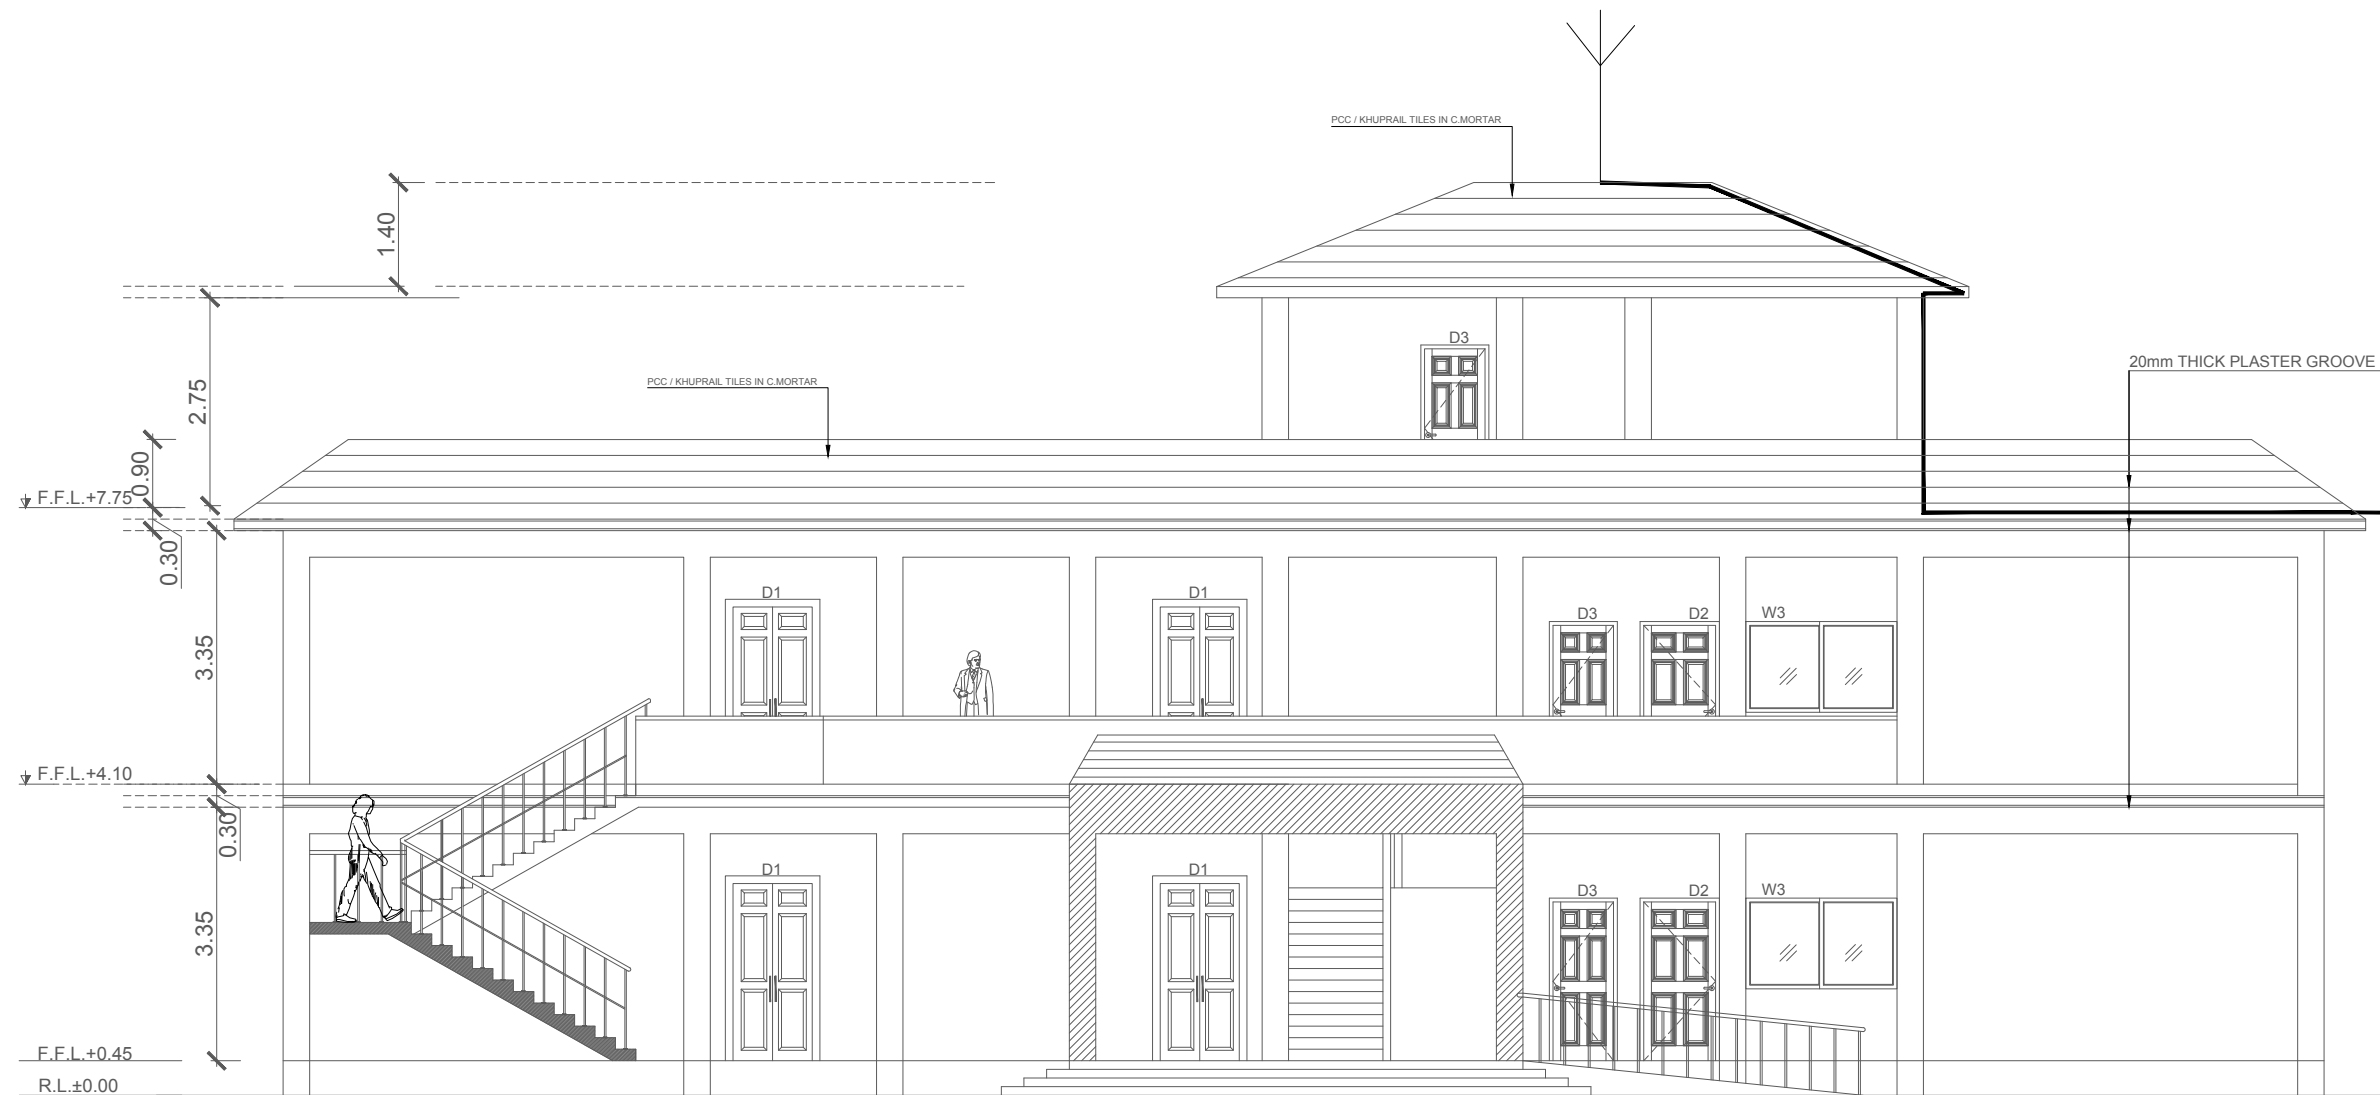 PCC / KHUPRAIL TILES IN C.MORTAR
1.40
D3
20mm THICK PLASTER GROOVE
PCC / KHUPRAIL TILES IN C.MORTAR
2.75
0.90
F.F.L.+7.75
0.30
D1
D1
D3
D2
W3
3.35
F.F.L.+4.10
0.30
D1
D1
D3
D2
W3
3.35
F.F.L.+0.45
R.L.±0.00